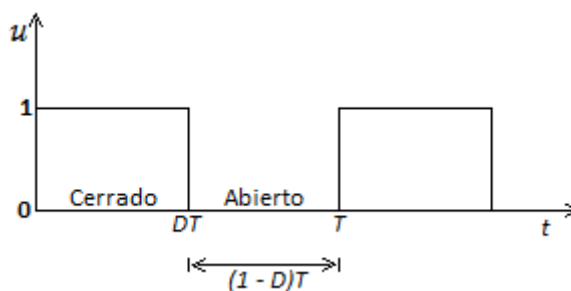 u
1
Cerrado Abierto
0
DT T t
(1 - D)T